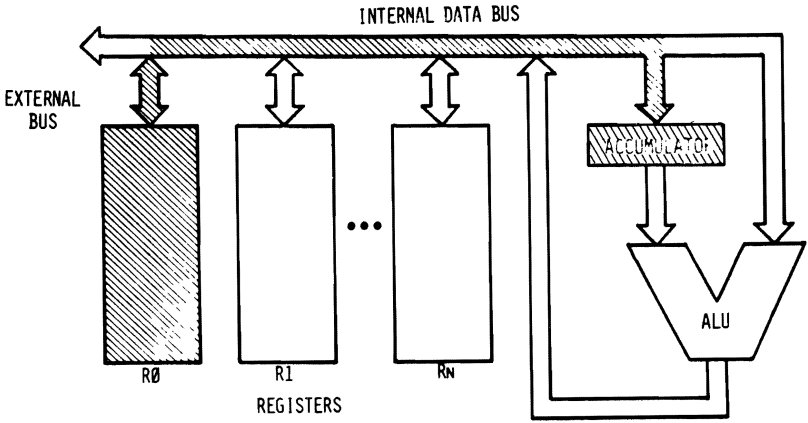 INTERNAL DATA BUS
EXTERNAL
BUS
ACCUMULATOR
•••
ALU
RØ
R1
RN
REGISTERS